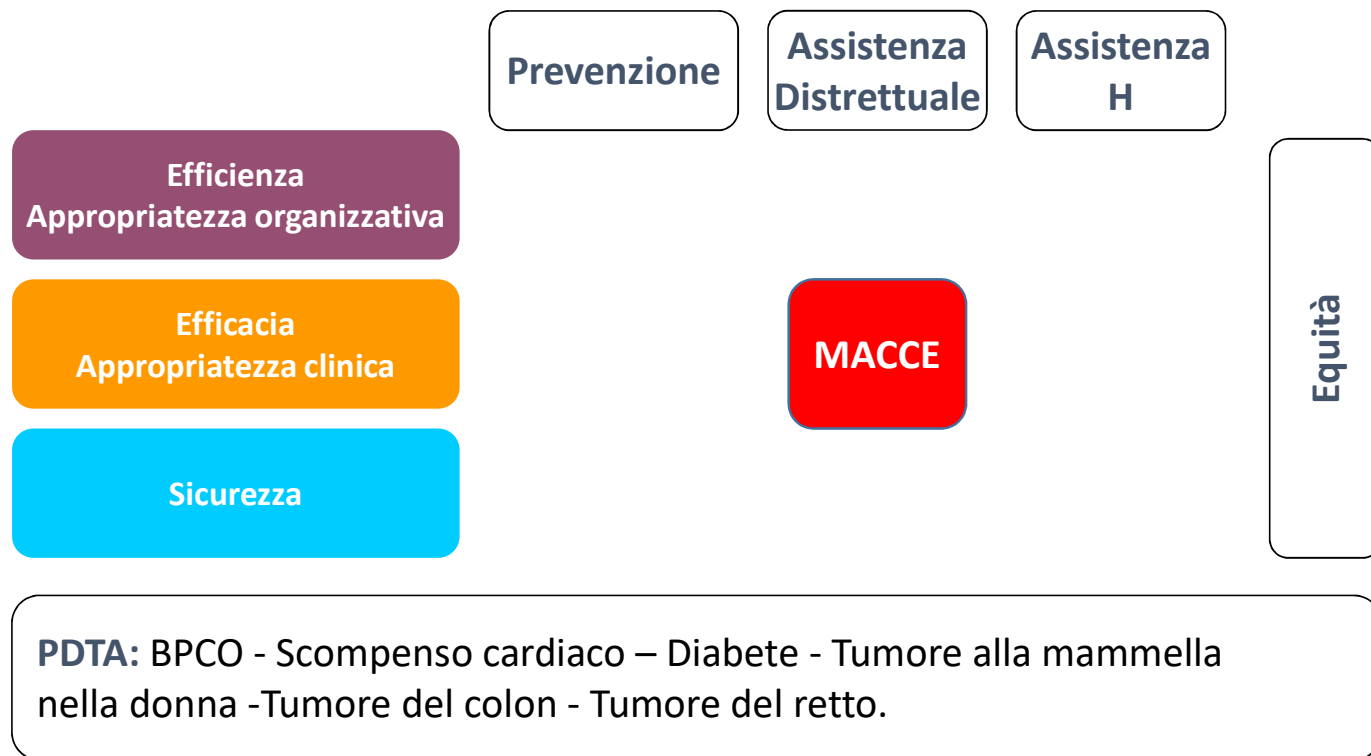 Prevenzione
Assistenza
Distrettuale
Assistenza
H
Efficienza
Appropriatezza organizzativa
Efficacia
Appropriatezza clinica
MACCE
Sicurezza
Equità
PDTA: BPCO - Scompenso cardiaco – Diabete - Tumore alla mammella
nella donna -Tumore del colon - Tumore del retto.